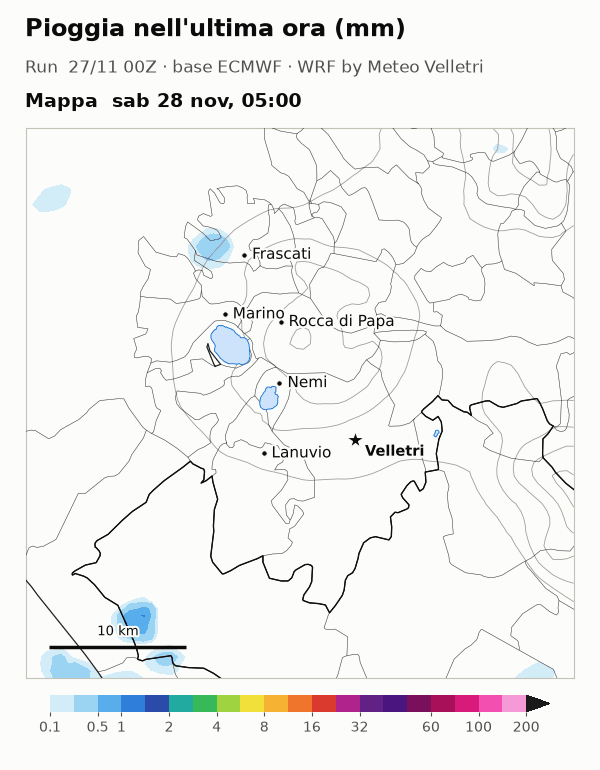 Pioggia nell'ultima ora (mm)
Run  27/11 00Z · base ECMWF · WRF by Meteo Velletri
Mappa  sab 28 nov, 05:00
Frascati
Marino
Rocca di Papa
Nemi
Velletri
Lanuvio
10 km
0.1 0.5 1 2 4 8 16 32 60 100 200